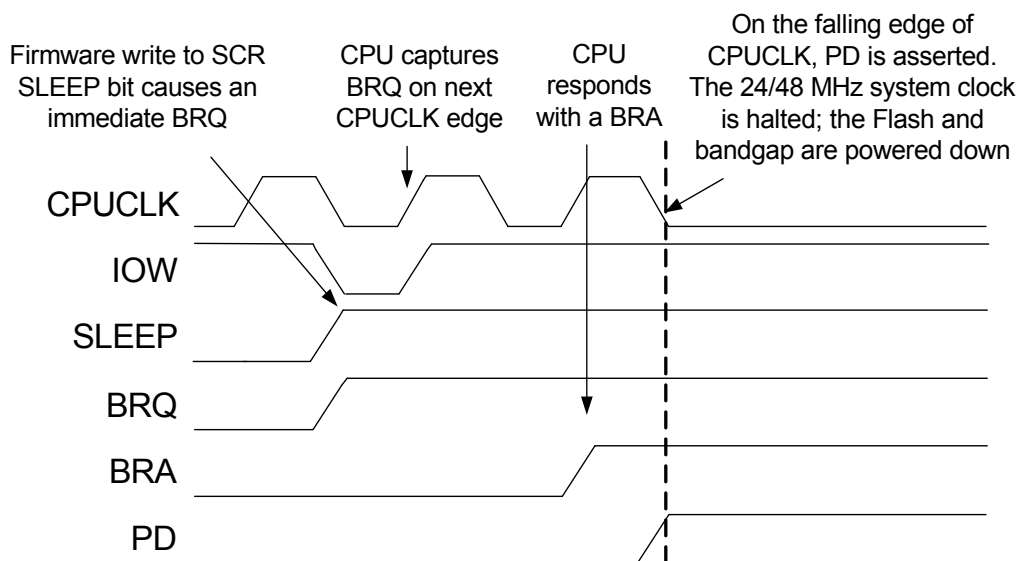 Firmware write to SCR
SLEEP bit causes an
immediate BRQ
CPU captures
BRQ on next
CPUCLK edge
CPU
responds
with a BRA
On the falling edge of
CPUCLK, PD is asserted.
The 24/48 MHz system clock
is halted; the Flash and
bandgap are powered down
CPUCLK
IOW
SLEEP
BRQ
BRA
PD